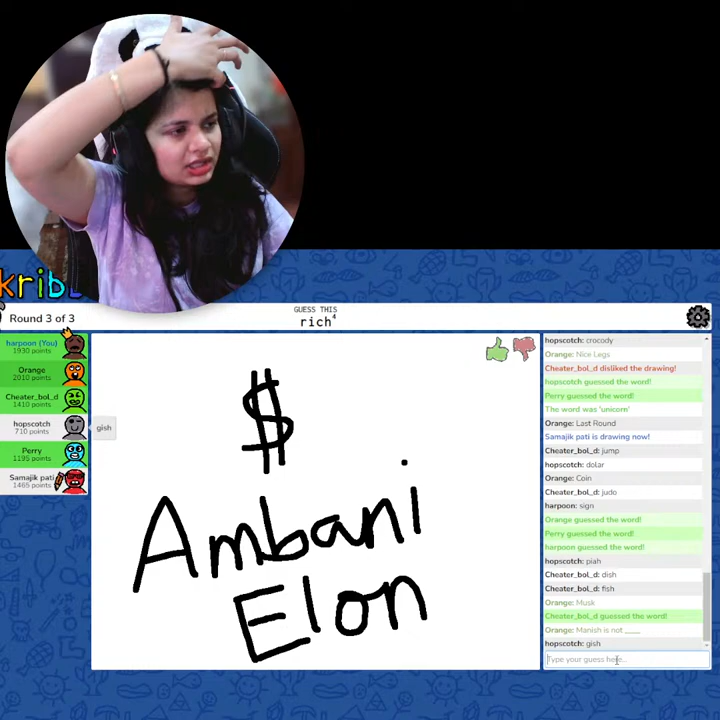 krib
Round 3 of 3
GUESS THIS
rich4
harpoon (You)
1930 points
Orange
2010 points
Cheater_bol_d
1410 points
hopscotch
710 points
gish
Perry
1195 points
Samajik pati
1465 points
$
Ambani
Elon
hopscotch: crocody
Orange: Nice Legs
Cheater_bol_d disliked the drawing!
hopscotch guessed the word!
Perry guessed the word!
The word was 'unicorn'
Orange: Last Round
Samajik pati is drawing now!
Cheater_bol_d: jump
hopscotch: dolar
Orange: Coin
Cheater_bol_d: judo
harpoon: sign
Orange guessed the word!
Perry guessed the word!
harpoon guessed the word!
hopscotch: piah
Cheater_bol_d: dish
Cheater_bol_d: fish
Orange: Musk
Cheater_bol_d guessed the word!
Orange: Manish is not ____
hopscotch: gish
Type your guess here...